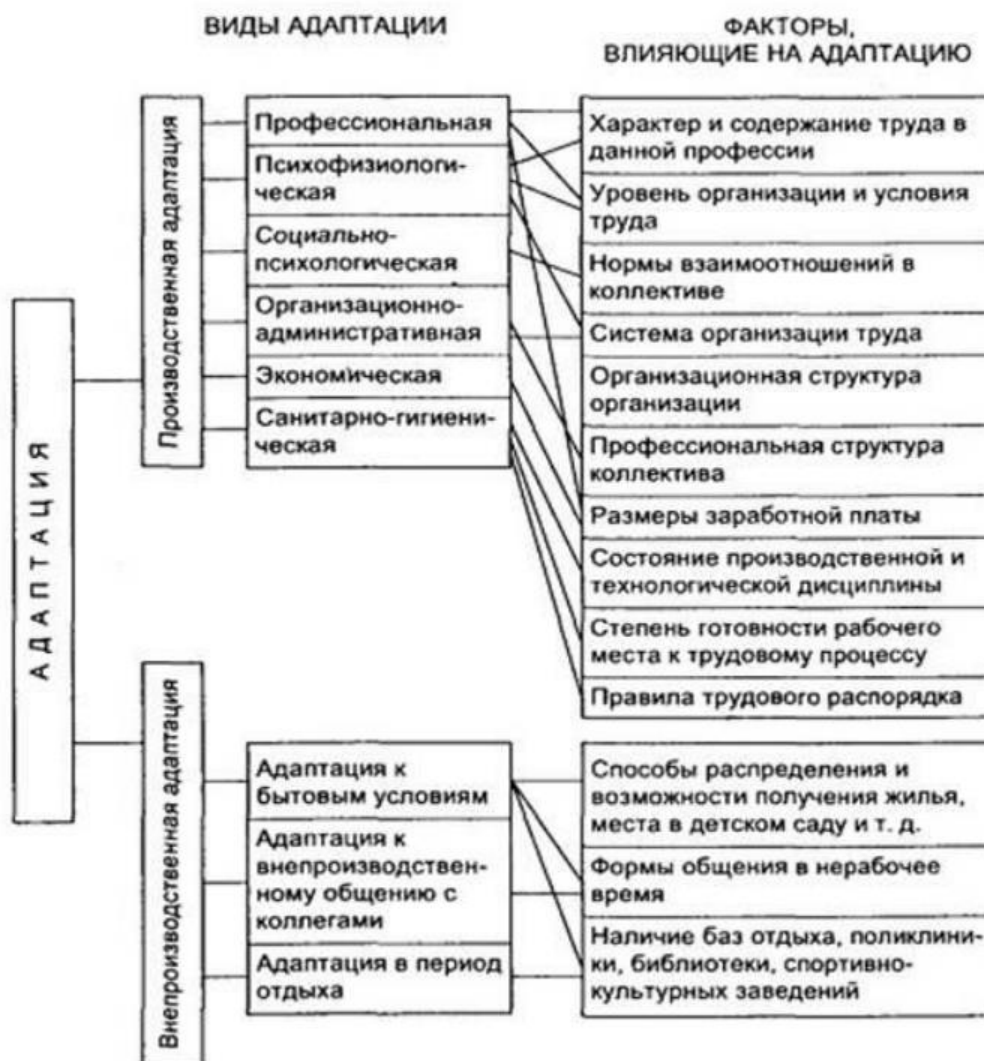 ВИДЫ АДАПТАЦИИ
ФАКТОРЫ,
ВЛИЯЮЩИЕ НА АДАПТАЦИЮ
АДАПТАЦИЯ
Производственная адаптация
Профессиональная
Психофизиологи-
ческая
Социально-
психологическая
Организационно-
административная
Экономическая
Санитарно-гигиени-
ческая
Характер и содержание труда в
данной профессии
Уровень организации и условия
труда
Нормы взаимоотношений в
коллективе
Система организации труда
Организационная структура
организации
Профессиональная структура
коллектива
Размеры заработной платы
Состояние производственной и
технологической дисциплины
Степень готовности рабочего
места к трудовому процессу
Правила трудового распорядка
Внепроизводственная адаптация
Адаптация к
бытовым условиям
Адаптация к
внепроизводствен-
ному общению с
коллегами
Адаптация в период
отдыха
Способы распределения и
возможности получения жилья,
места в детском саду и т. д.
Формы общения в нерабочее
время
Наличие баз отдыха, поликлини-
ки, библиотеки, спортивно-
культурных заведений